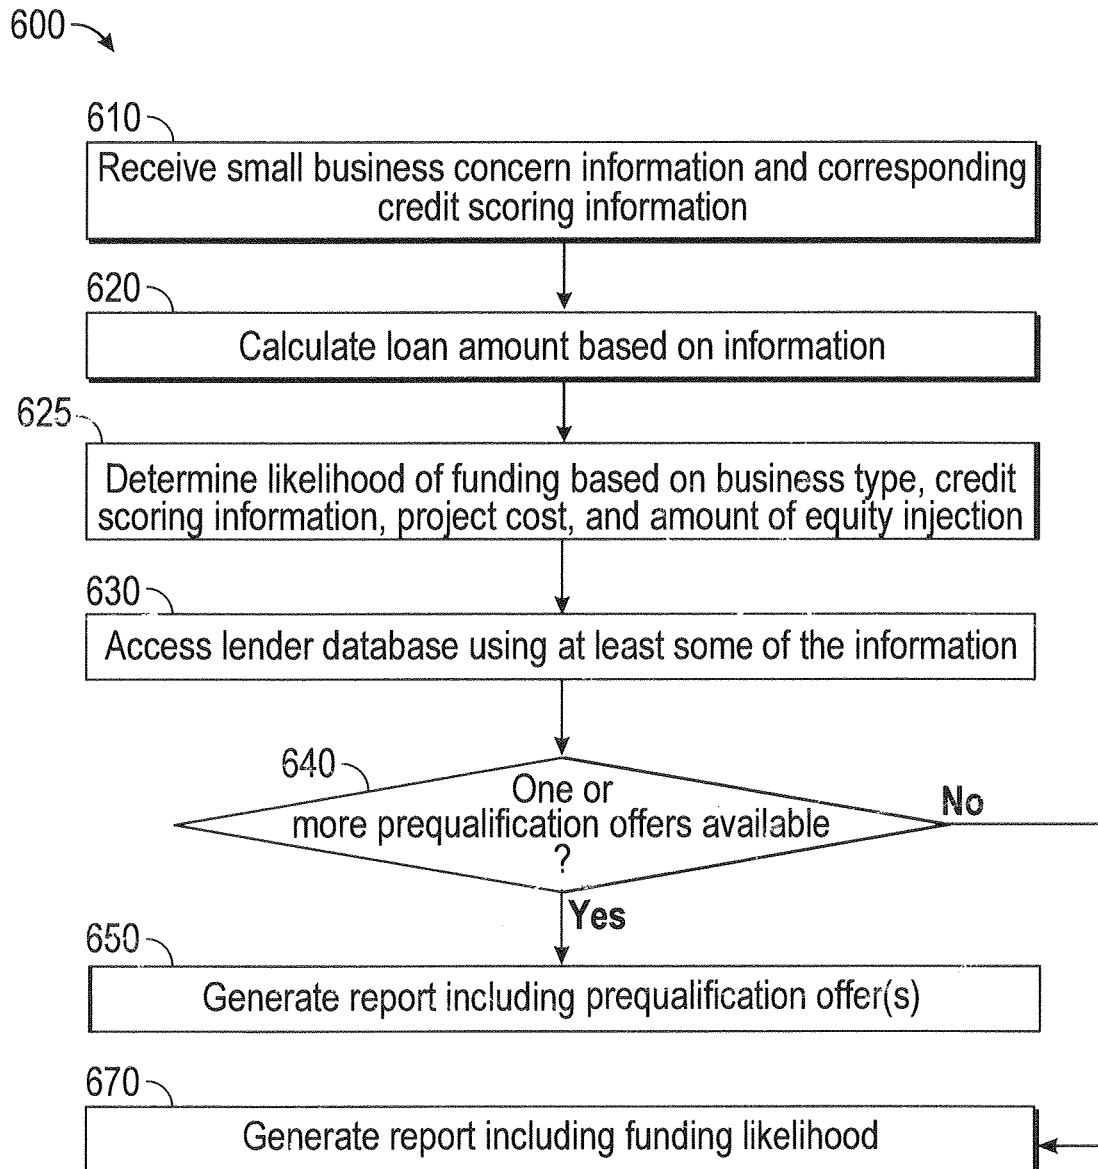 600
610
Receive small business concern information and corresponding
credit scoring information
620
Calculate loan amount based on information
625
Determine likelihood of funding based on business type, credit
scoring information, project cost, and amount of equity injection
630
Access lender database using at least some of the information
640
One or
more prequalification offers available
?
No
Yes
650
Generate report including prequalification offer(s)
670
Generate report including funding likelihood